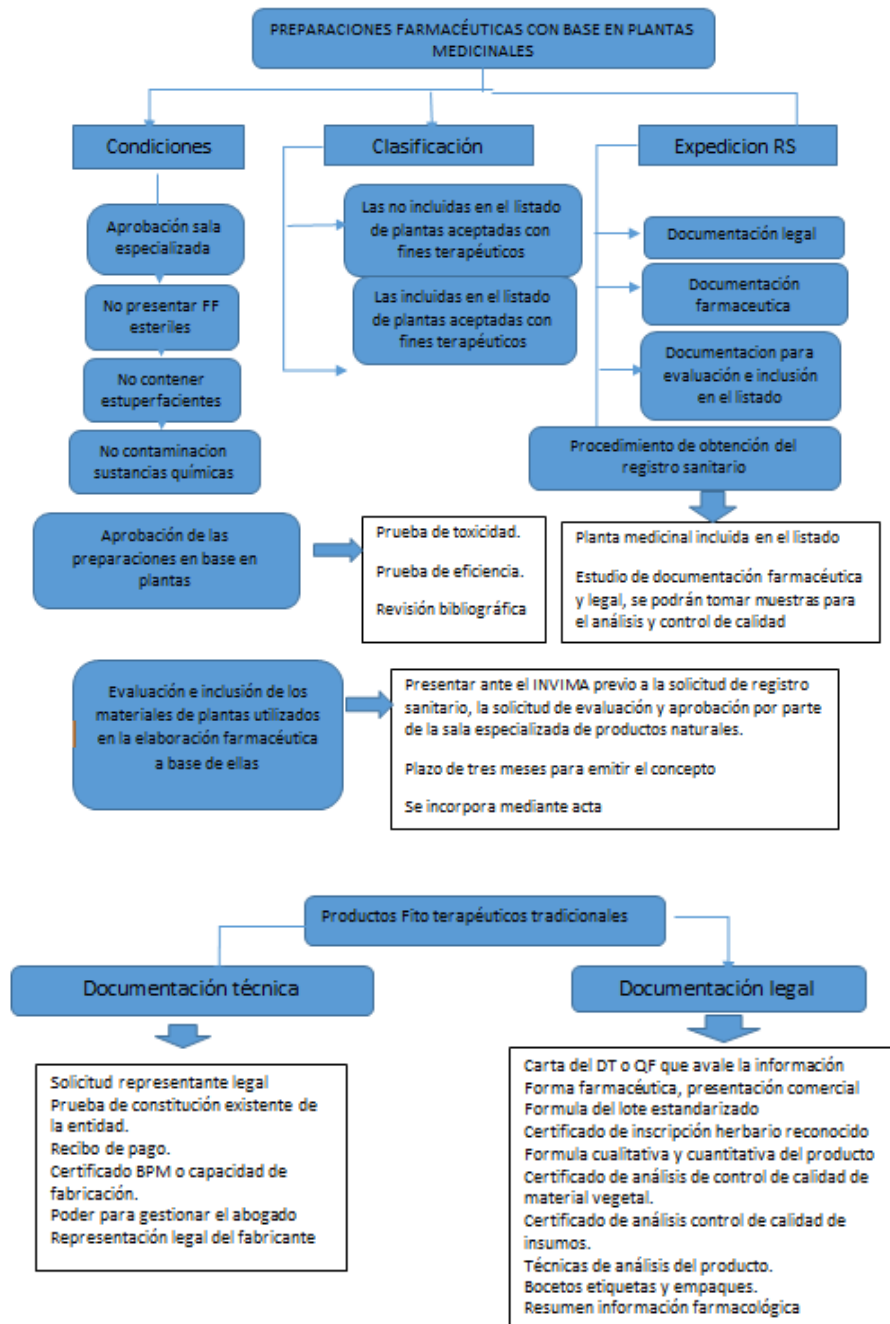 PREPARACIONES FARMACÉUTICAS CON BASE EN PLANTAS
MEDICINALES
Condiciones
Clasificación
Expedicion RS
Aprobación sala
especializada
No presentar FF
esteriles
No contener
estuperfacientes
No contaminacion
sustancias químicas
Las no incluidas en el listado
de plantas aceptadas con
fines terapéuticos
Las incluidas en el listado
de plantas aceptadas con
fines terapéuticos
Documentación legal
Documentación
farmaceutica
Documentacion para
evaluación e inclusión
en el listado
Procedimiento de obtención del
registro sanitario
Aprobación de las
preparaciones en base en
plantas
Prueba de toxicidad.
Prueba de eficiencia.
Revisión bibliográfica
Planta medicinal incluida en el listado
Estudio de documentación farmacéutica
y legal, se podrán tomar muestras para
el análisis y control de calidad
Evaluación e inclusión de los
materiales de plantas utilizados
en la elaboración farmacéutica
a base de ellas
Presentar ante el INVIMA previo a la solicitud de registro
sanitario, la solicitud de evaluación y aprobación por parte
de la sala especializada de productos naturales.
Plazo de tres meses para emitir el concepto
Se incorpora mediante acta
Productos Fito terapéuticos tradicionales
Documentación técnica
Documentación legal
Solicitud representante legal
Prueba de constitución existente de
la entidad.
Recibo de pago.
Certificado BPM o capacidad de
fabricación.
Poder para gestionar el abogado
Representación legal del fabricante
Carta del DT o QF que avale la información
Forma farmacéutica, presentación comercial
Formula del lote estandarizado
Certificado de inscripción herbario reconocido
Formula cualitativa y cuantitativa del producto
Certificado de análisis de control de calidad de
material vegetal.
Certificado de análisis control de calidad de
insumos.
Técnicas de análisis del producto.
Bocetos etiquetas y empaques.
Resumen información farmacológica